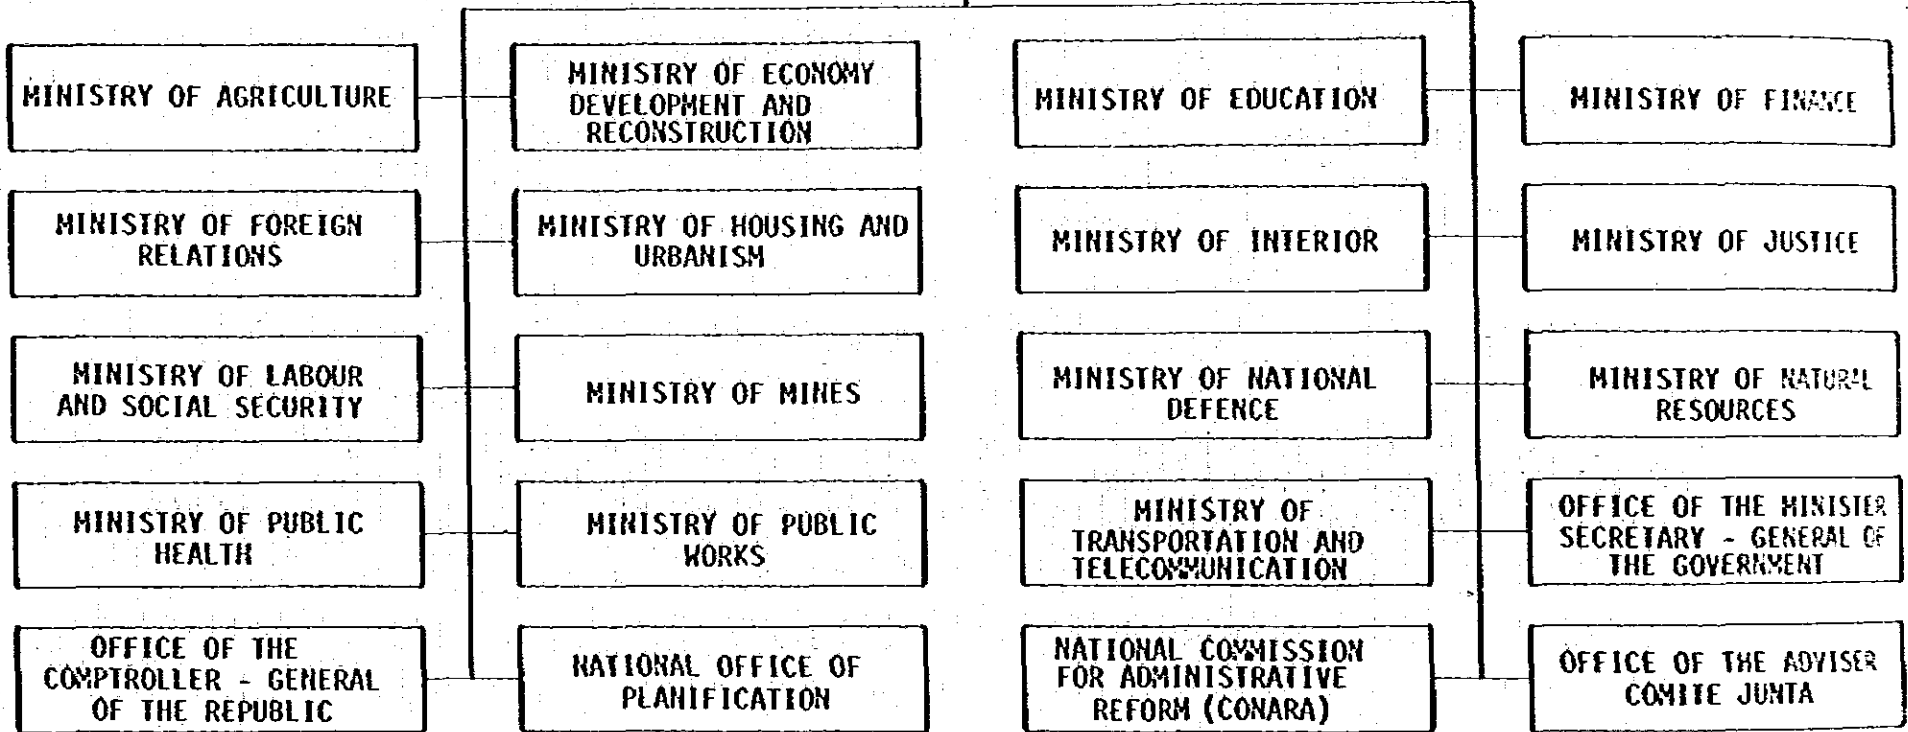 MINISTRY OF AGRICULTURE
MINISTRY OF ECONOMY
DEVELOPMENT AND
RECONSTRUCTION
MINISTRY OF EDUCATION
MINISTRY OF FINANCE
MINISTRY OF FOREIGN
RELATIONS
MINISTRY OF HOUSING AND
URBANISM
MINISTRY OF INTERIOR
MINISTRY OF JUSTICE
MINISTRY OF LABOUR
AND SOCIAL SECURITY
MINISTRY OF MINES
MINISTRY OF NATIONAL
DEFENCE
MINISTRY OF NATURAL
RESOURCES
MINISTRY OF PUBLIC
HEALTH
MINISTRY OF PUBLIC
WORKS
MINISTRY OF
TRANSPORTATION AND
TELECOMMUNICATION
OFFICE OF THE MINISTER
SECRETARY - GENERAL OF
THE GOVERNMENT
OFFICE OF THE
COMPTROLLER - GENERAL
OF THE REPUBLIC
NATIONAL OFFICE OF
PLANIFICATION
NATIONAL COMMISSION
FOR ADMINISTRATIVE
REFORM (CONARA)
OFFICE OF THE ADVISER
COMITE JUNTA